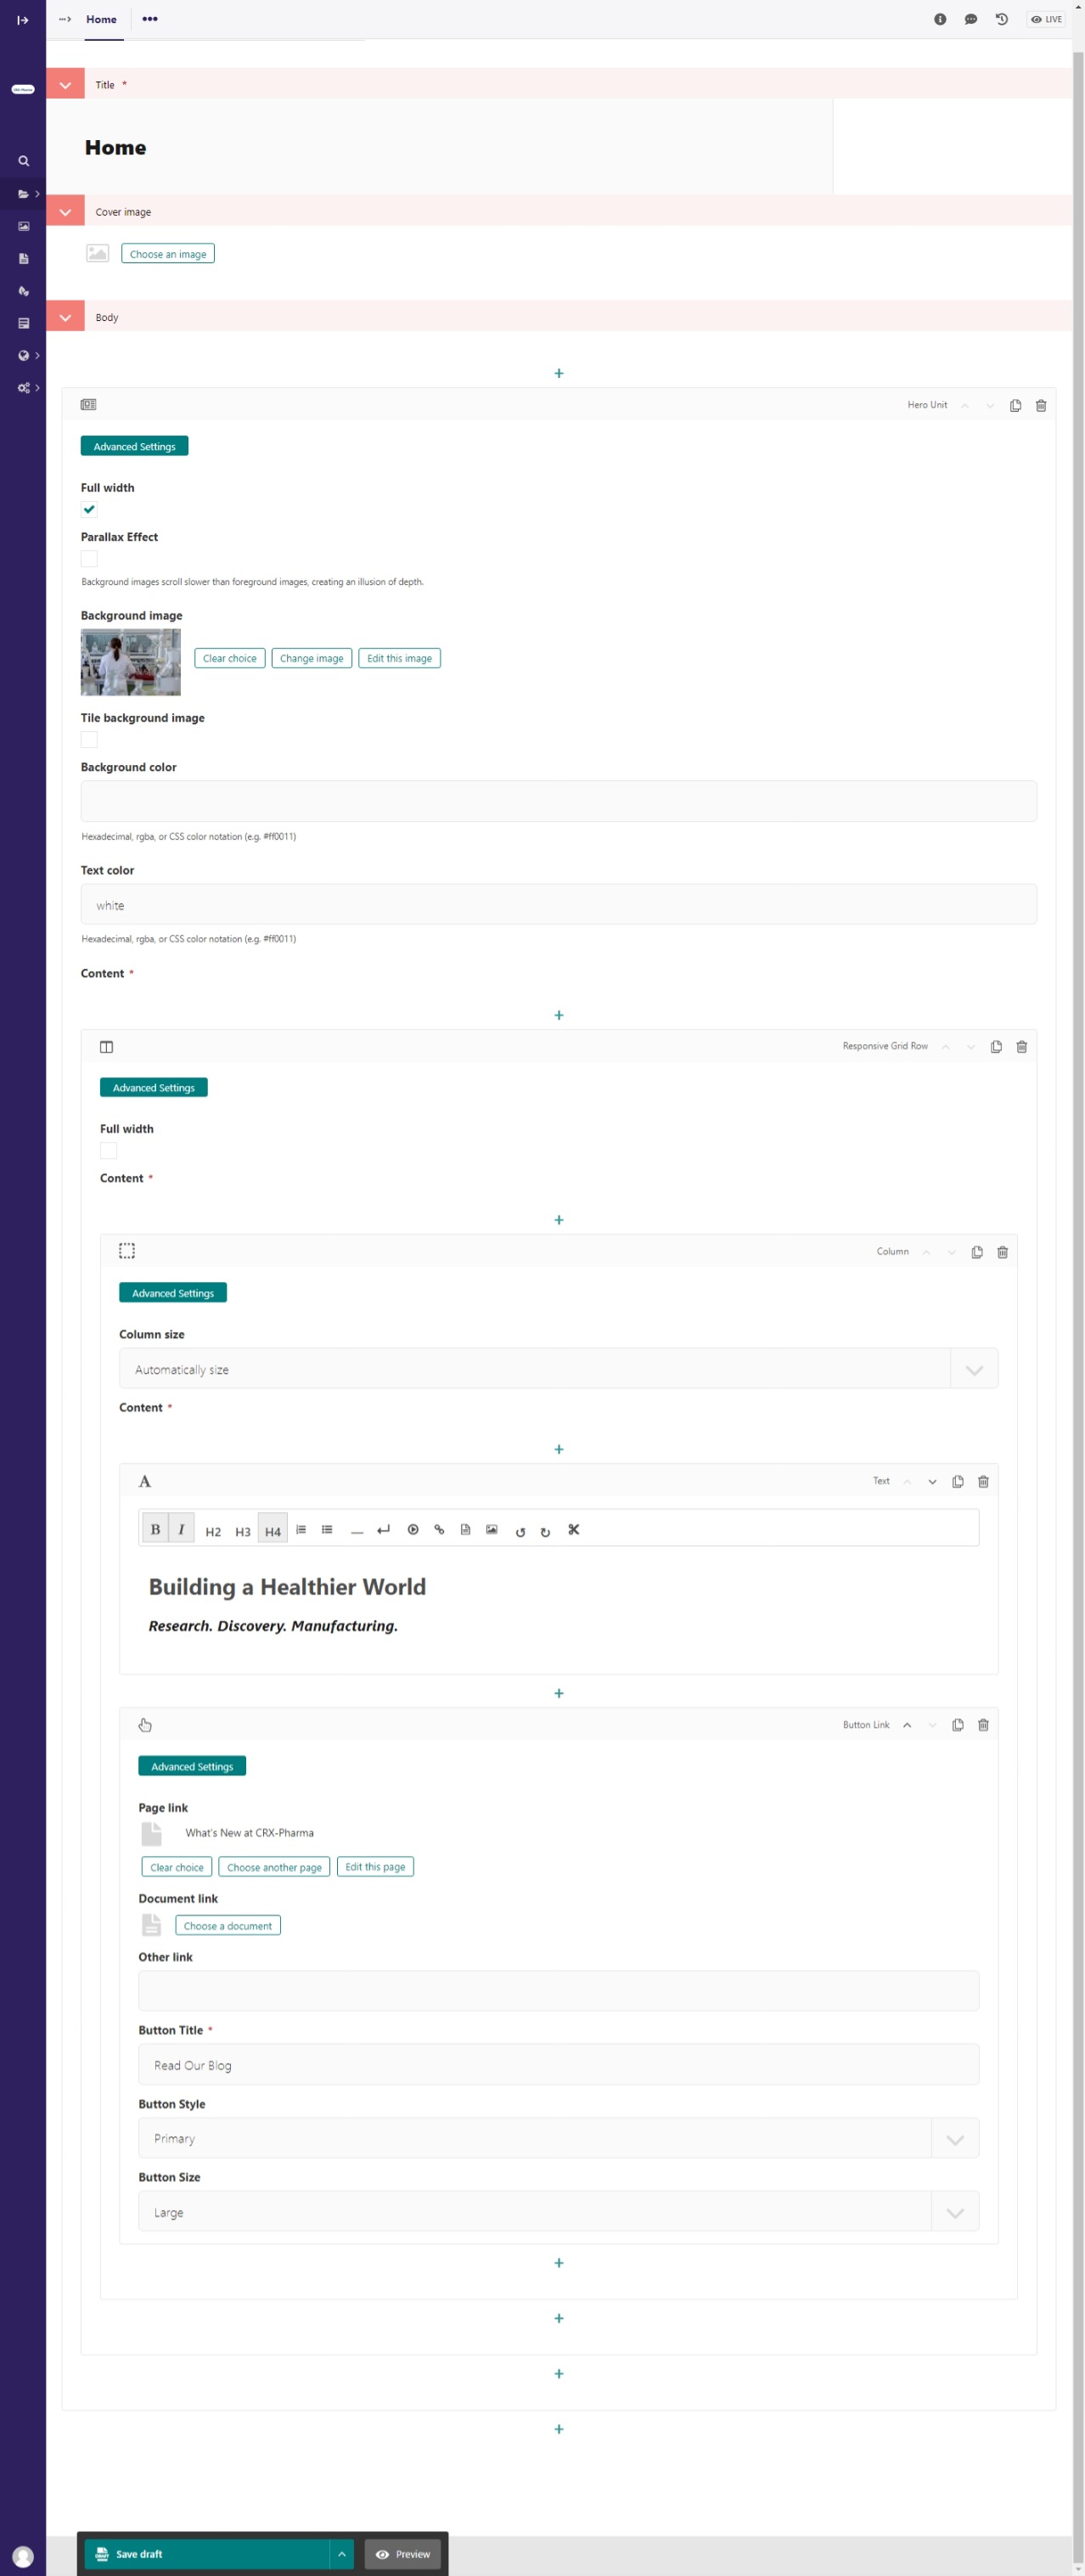 Home
LIVE
Title *
Home
Cover image
Choose an image
Body
Hero Unit
Advanced Settings
Full width
Parallax Effect
Background images scroll slower than foreground images, creating an illusion of depth.
Background image
Clear choice Change image Edit this image
Tile background image
Background color
Hexadecimal, rgba, or CSS color notation (e.g. #ff0011)
Text color
white
Hexadecimal, rgba, or CSS color notation (e.g. #ff0011)
Content *
Responsive Grid Row
Advanced Settings
Full width
Content *
Column
Advanced Settings
Column size
Automatically size
Content *
A Text
B I H2 H3 H4
Building a Healthier World
Research. Discovery. Manufacturing.
Button Link
Advanced Settings
Page link
What's New at CRX-Pharma
Clear choice Choose another page Edit this page
Document link
Choose a document
Other link
Button Title *
Read Our Blog
Button Style
Primary
Button Size
Large
Save draft Preview